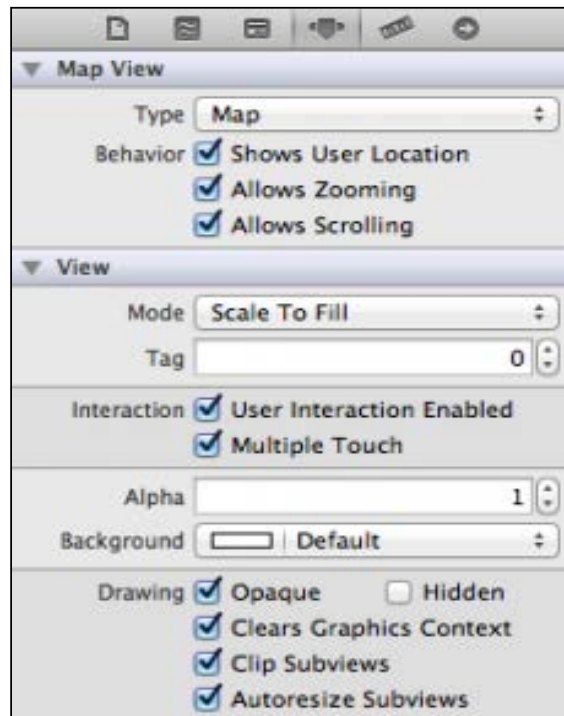 Map View
Type Map
Behavior Shows User Location
Allows Zooming
Allows Scrolling
View
Mode Scale To Fill
Tag 0
Interaction User Interaction Enabled
Multiple Touch
Alpha 1
Background Default
Drawing Opaque Hidden
Clears Graphics Context
Clip Subviews
Autoresize Subviews